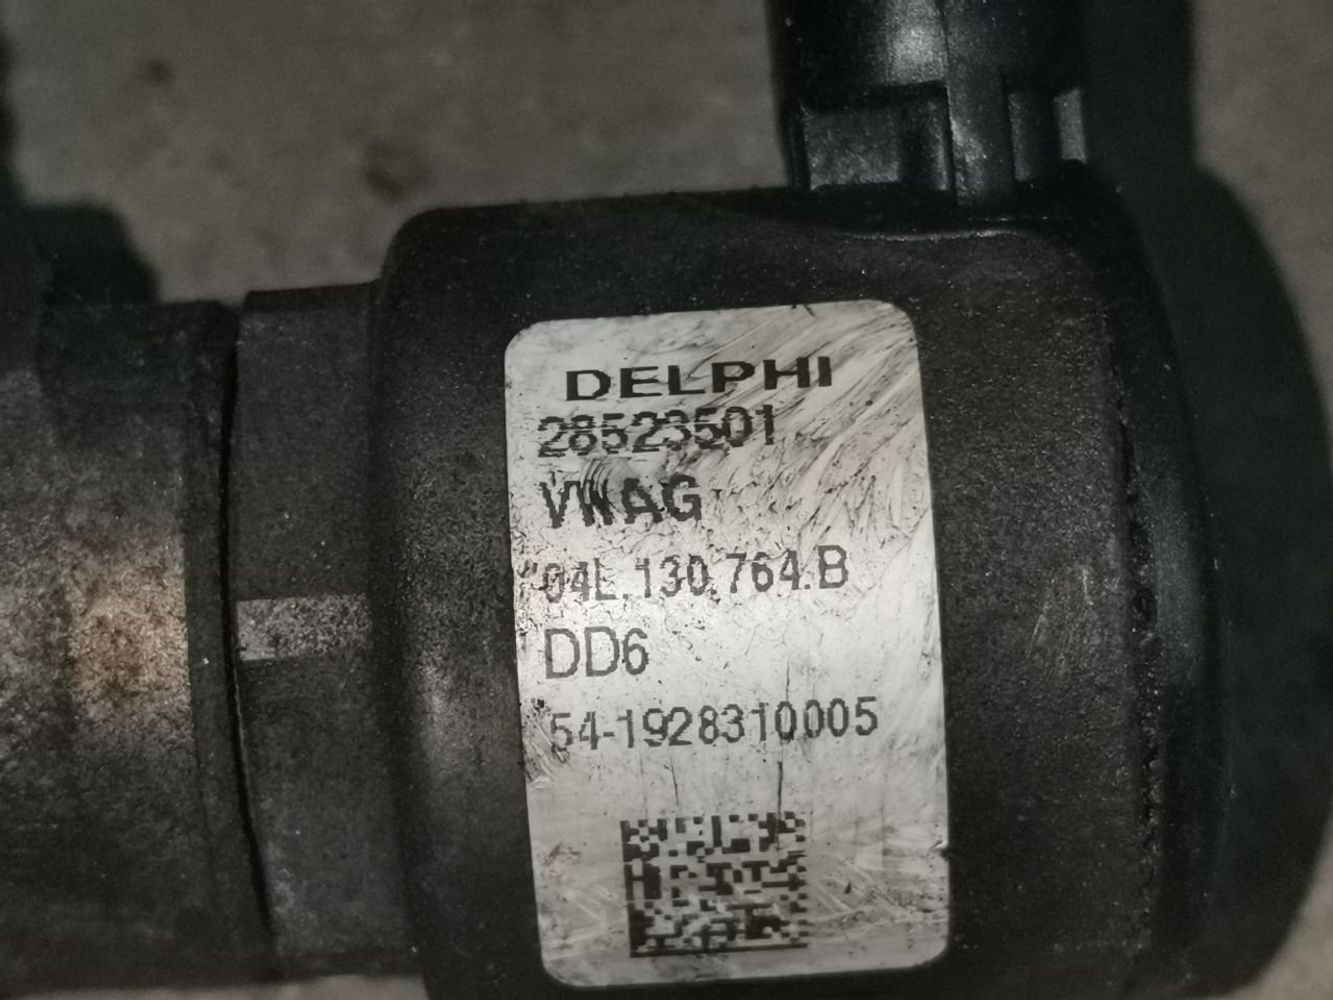 DELPHI
28523501
VWAG
04L.130.764.B
DD6
54-1928310005